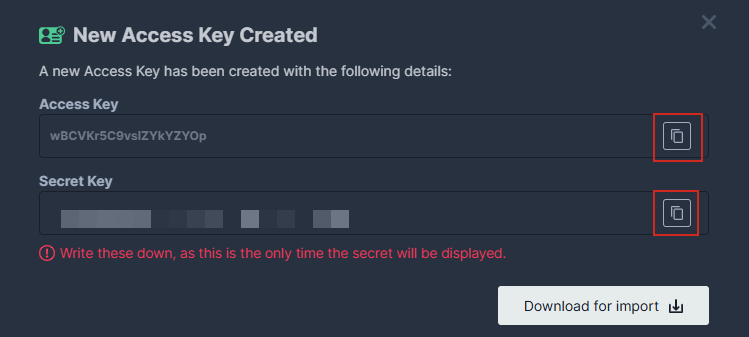 New Access Key Created
A new Access Key has been created with the following details:
Access Key
wBCVKr5C9vslZYkYZYOp
Secret Key
Write these down, as this is the only time the secret will be displayed.
Download for import